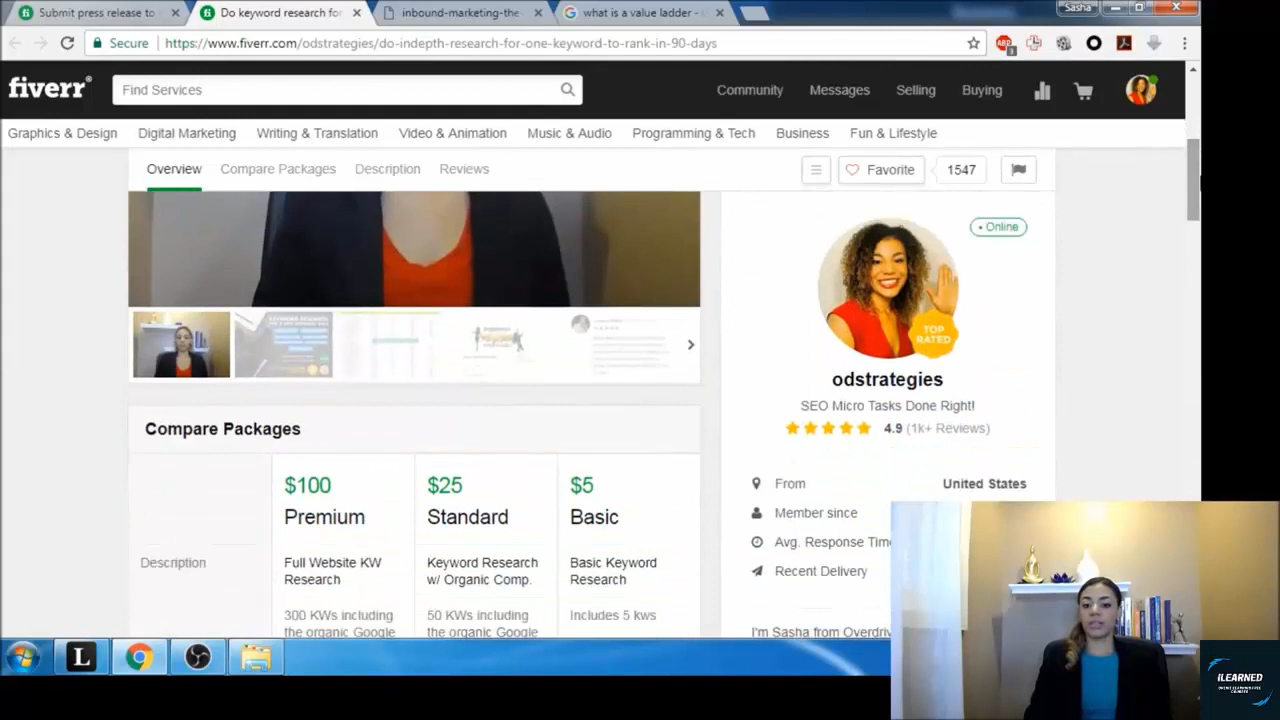 Submit press release to
Do keyword research for
inbound-marketing-the
what is a value ladder -
Sasha
Secure
https://www.fiverr.com/odstrategies/do-indepth-research-for-one-keyword-to-rank-in-90-days
fiverr
Find Services
Community
Messages
Selling
Buying
Graphics & Design
Digital Marketing
Writing & Translation
Video & Animation
Music & Audio
Programming & Tech
Business
Fun & Lifestyle
Overview
Compare Packages
Description
Reviews
Favorite
1547
• Online
TOP
RATED
odstrategies
SEO Micro Tasks Done Right!
4.9 (1k+ Reviews)
From
United States
Member since
Avg. Response Time
Recent Delivery
I'm Sasha from Overdriv
Compare Packages
$100
Premium
$25
Standard
$5
Basic
Description
Full Website KW
Research
Keyword Research
w/ Organic Comp.
Basic Keyword
Research
300 KWs including
the organic Google
50 KWs including
the organic Google
Includes 5 kws
L
ILEARNED